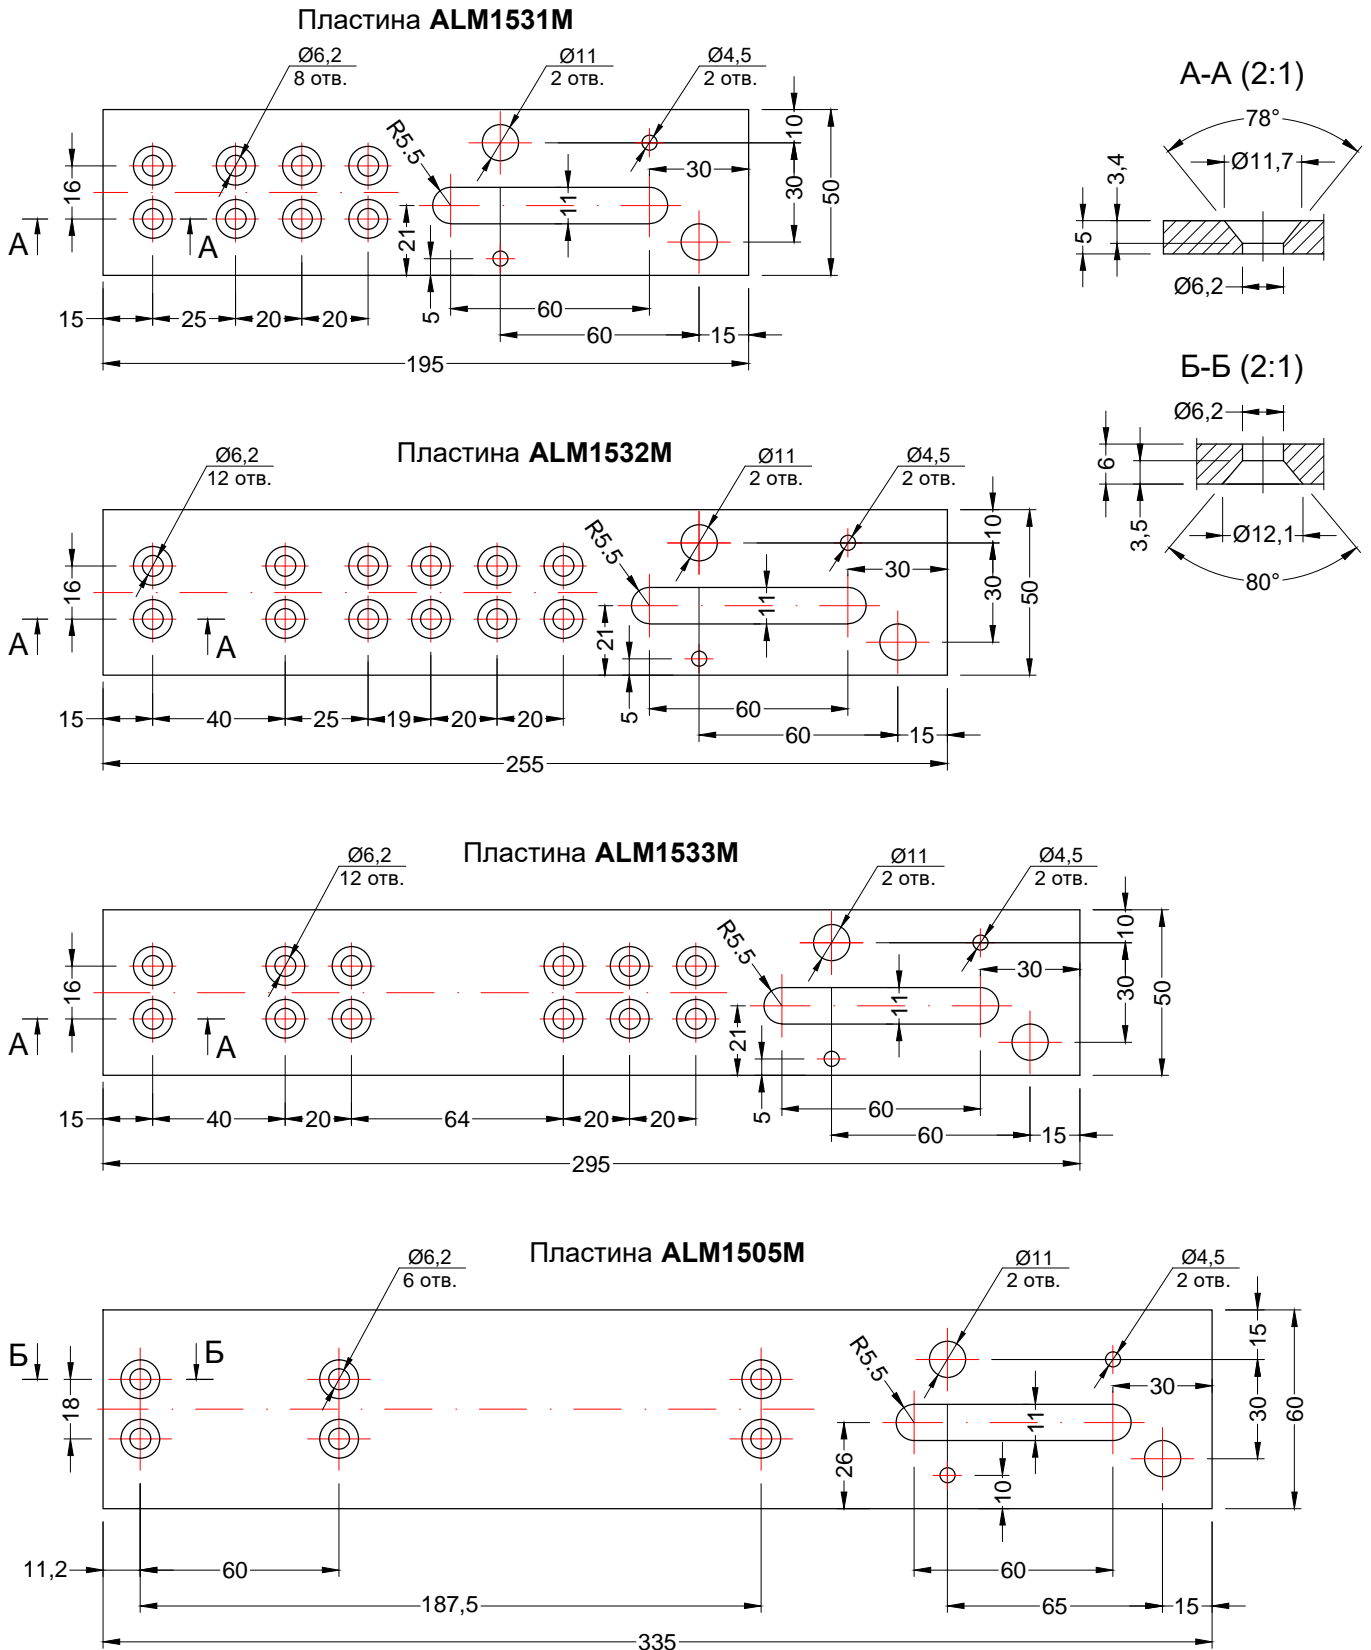 Пластина ALM1531M
Ø6,2
8 отв.
Ø11
2 отв.
Ø4,5
2 отв.
R5.5
10
30
30
50
16
11
21
5
А
А
15
25
20
20
60
60
15
195
А-А (2:1)
78°
Ø11,7
3,4
5
Ø6,2
Б-Б (2:1)
Ø6,2
6
3,5
Ø12,1
80°
Пластина ALM1532M
Ø6,2
12 отв.
Ø11
2 отв.
Ø4,5
2 отв.
R5.5
10
30
30
50
16
11
21
5
А
А
15
40
25
19
20
20
60
60
15
255
Пластина ALM1533M
Ø6,2
12 отв.
Ø11
2 отв.
Ø4,5
2 отв.
R5.5
10
30
30
50
16
11
21
5
А
А
15
40
20
64
20
20
60
60
15
295
Пластина ALM1505M
Ø6,2
6 отв.
Ø11
2 отв.
Ø4,5
2 отв.
R5.5
15
30
30
60
Б
Б
18
11
26
10
11,2
60
60
187,5
65
15
335